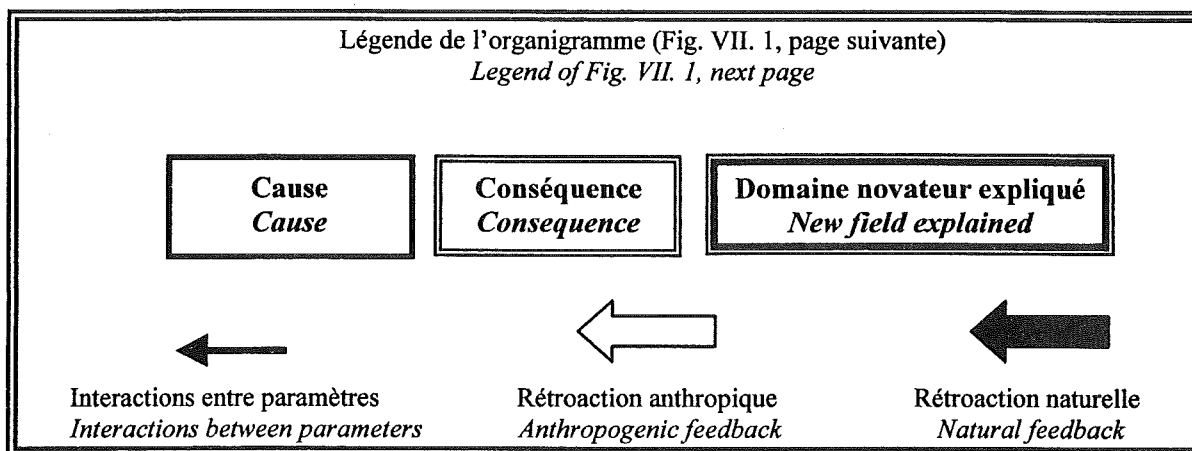 Légende de l'organigramme (Fig. VII. 1, page suivante)
Legend of Fig. VII. 1, next page
Cause
Cause
Conséquence
Consequence
Domaine novateur expliqué
New field explained
Interactions entre paramètres
Interactions between parameters
Rétroaction anthropique
Anthropogenic feedback
Rétroaction naturelle
Natural feedback